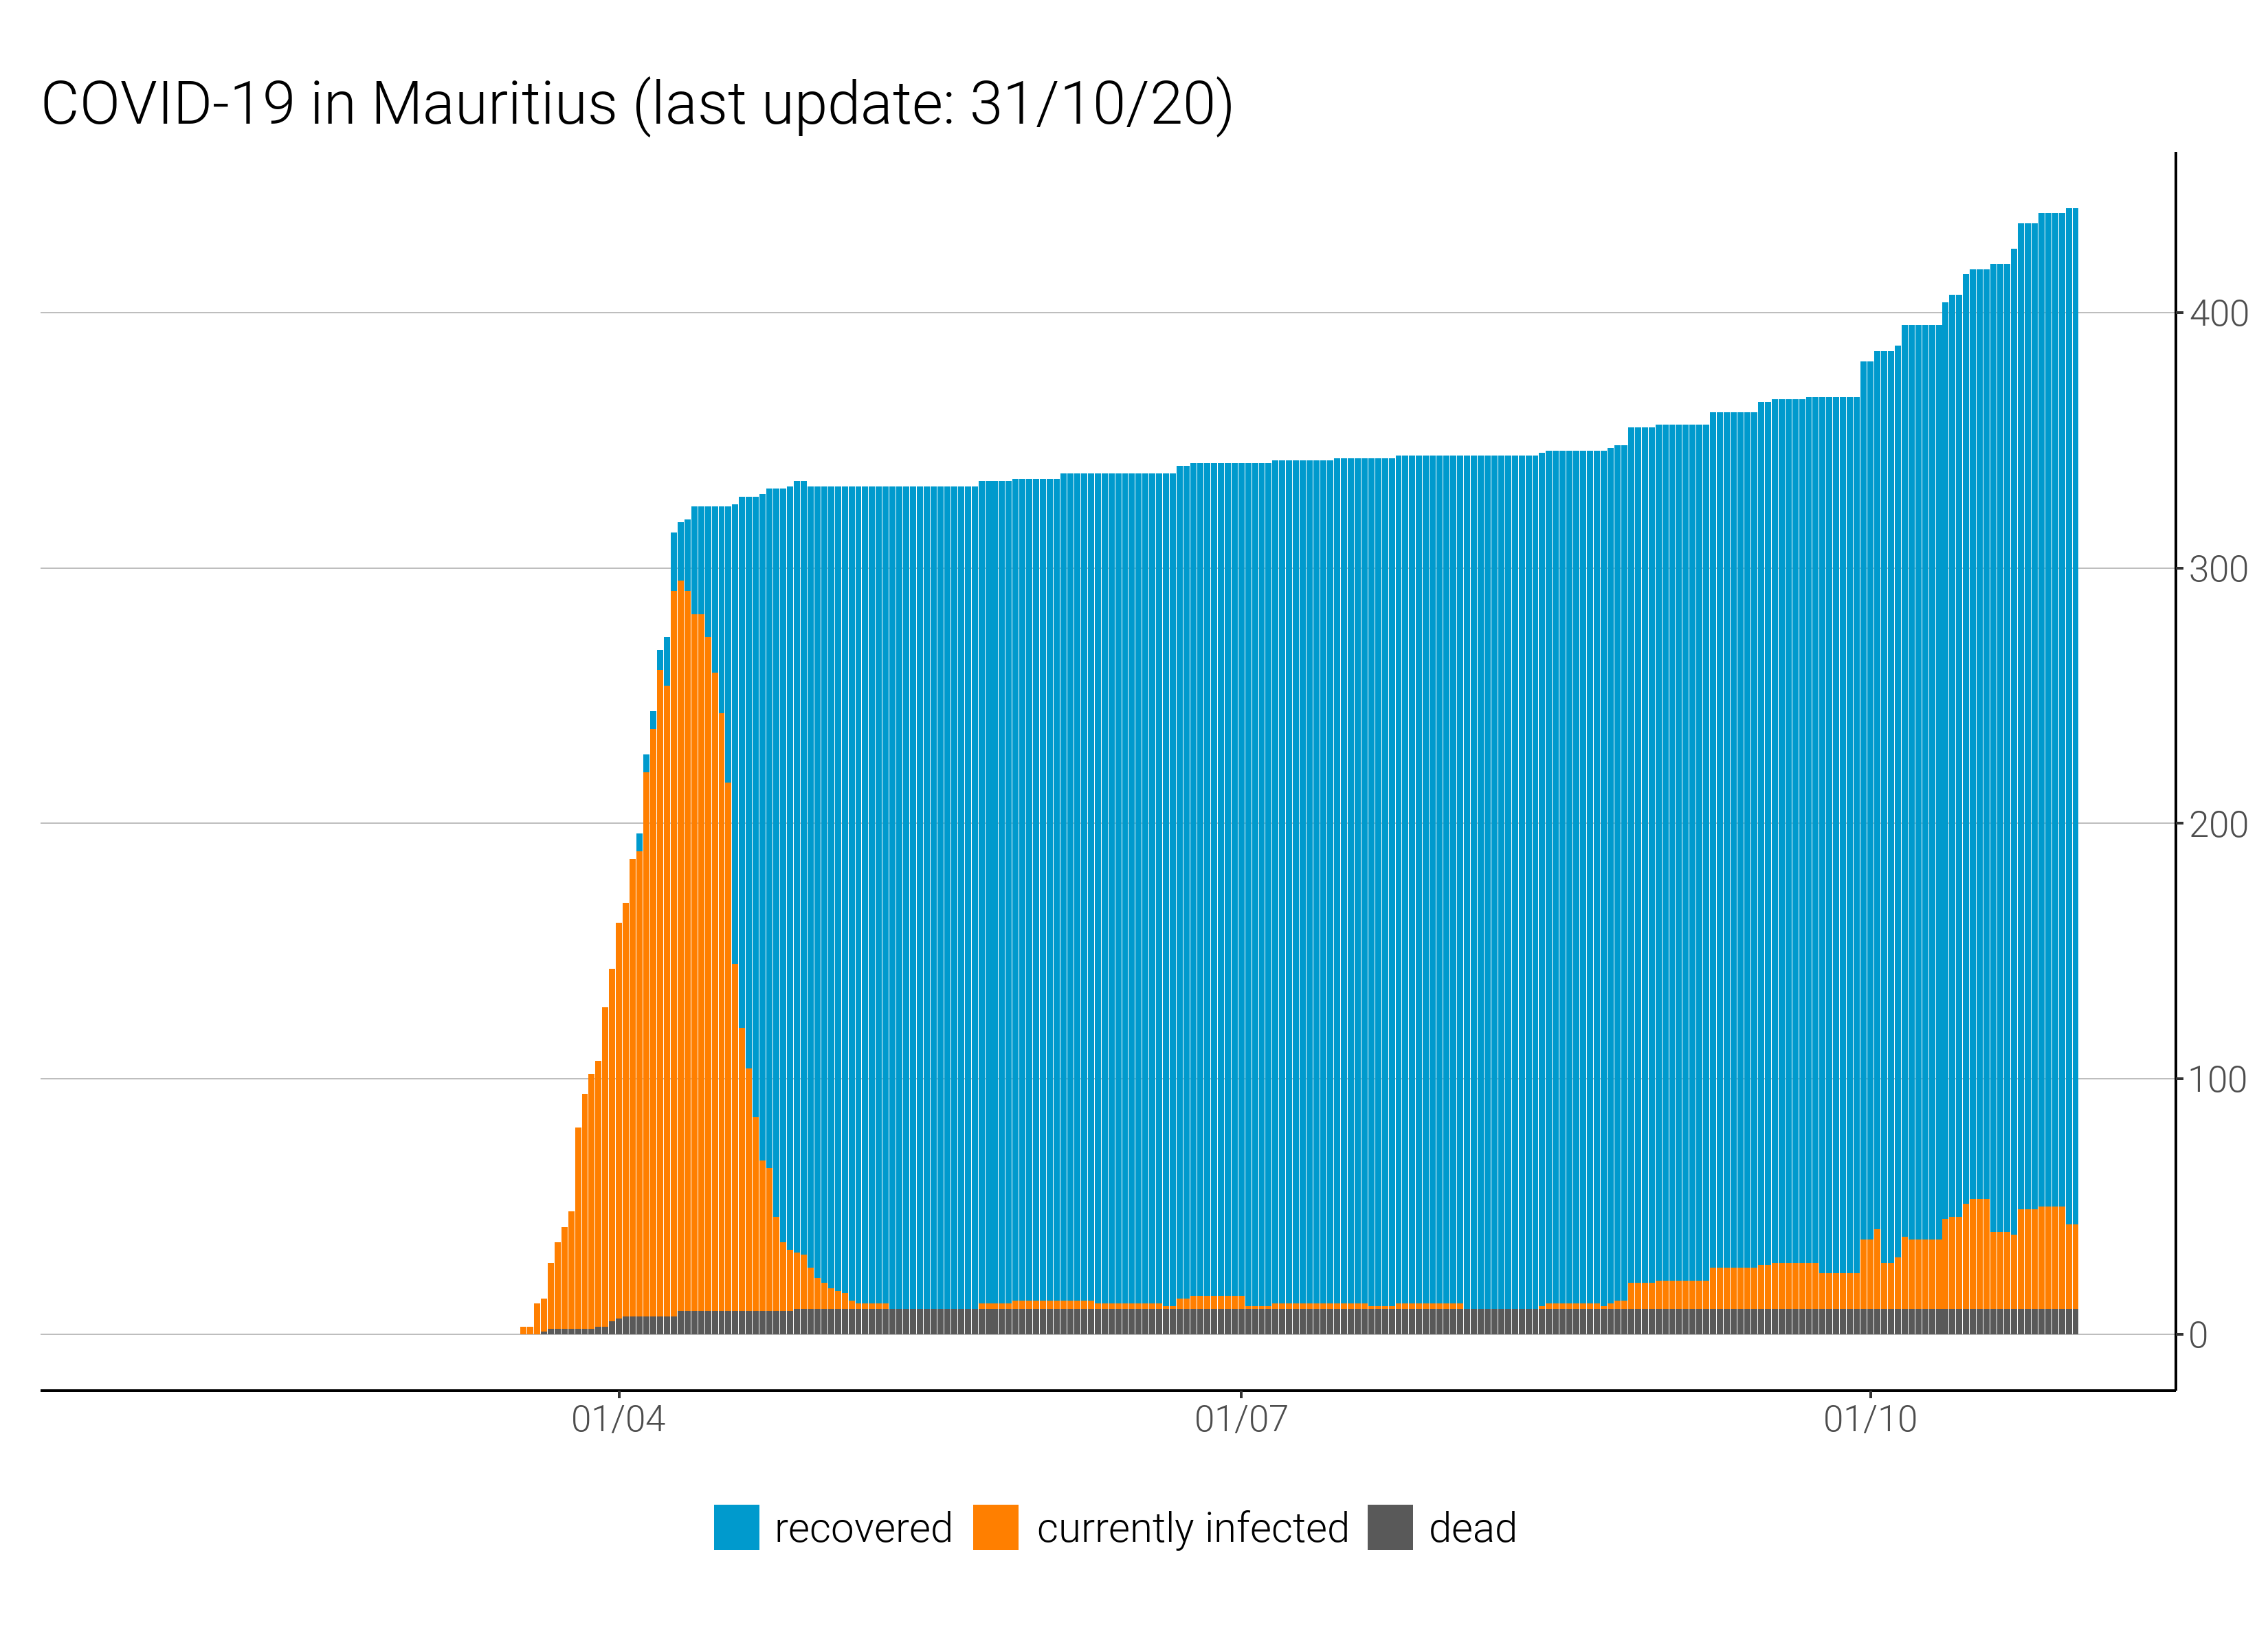 COVID-19 in Mauritius (last update: 31/10/20)
400
300
200
100
0
01/04 01/07 01/10
recovered currently infected dead